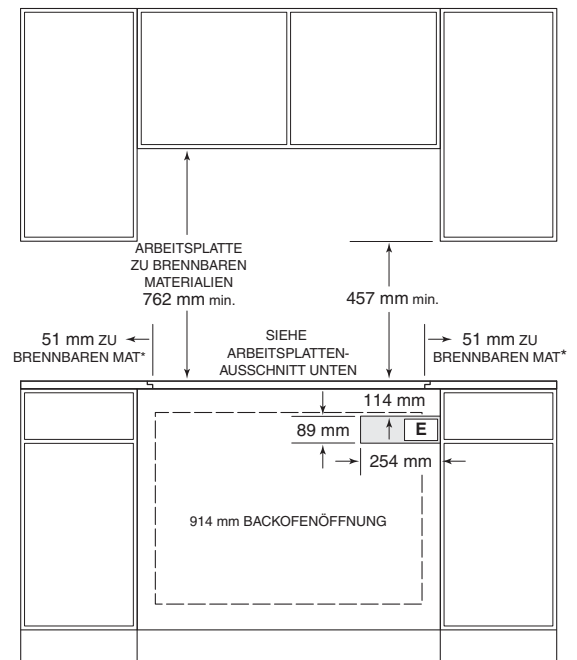 ARBEITSPLATTE
ZU BRENNBAREN
MATERIALIEN
762 mm min.
457 mm min.
51 mm ZU
BRENNBAREN MAT*
SIEHE
ARBEITSPLATTEN-
AUSSCHNITT UNTEN
51 mm ZU
BRENNBAREN MAT*
114 mm
89 mm
E
254 mm
914 mm BACKOFENÖFFNUNG